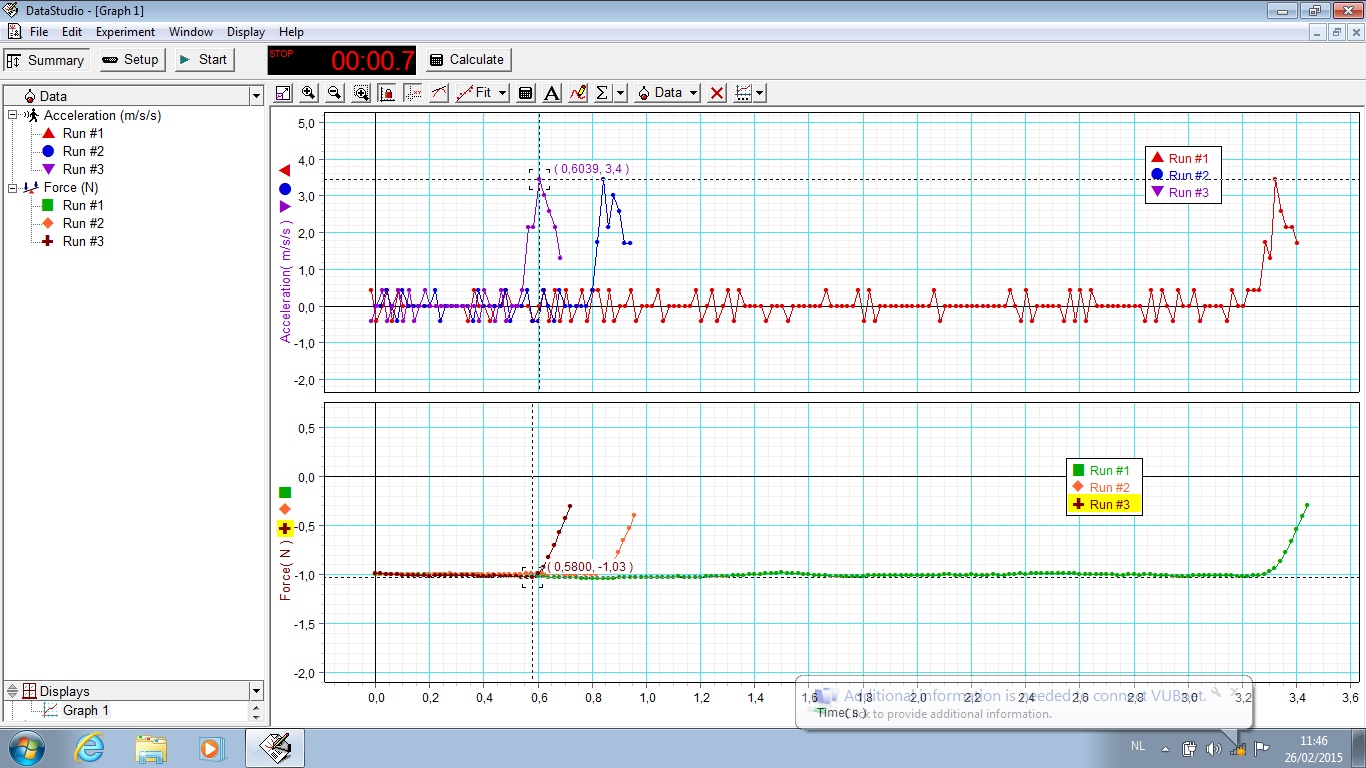 DataStudio - [Graph 1]
File Edit Experiment Window Display Help
Summary Setup Start STOP 00:00.7 Calculate
Data
Acceleration (m/s/s)
Run #1
Run #2
Run #3
Force (N)
Run #1
Run #2
Run #3
Displays
Graph 1
Fit A Σ Data
5,0
4,0
3,0
2,0
1,0
0,0
-1,0
-2,0
Acceleration( m/s/s )
( 0,6039, 3,4 )
Run #1
Run #2
Run #3
0,5
0,0
-0,5
-1,0
-1,5
-2,0
Force( N )
( 0,5800, -1,03 )
Run #1
Run #2
Run #3
0,0 0,2 0,4 0,6 0,8 1,0 1,2 1,4 1,6 1,8 2,0 2,2 2,4 2,6 2,8 3,0 3,2 3,4 3,6
Additional information is needed to connect
Time( s )
to provide additional information.
NL
11:46
26/02/2015